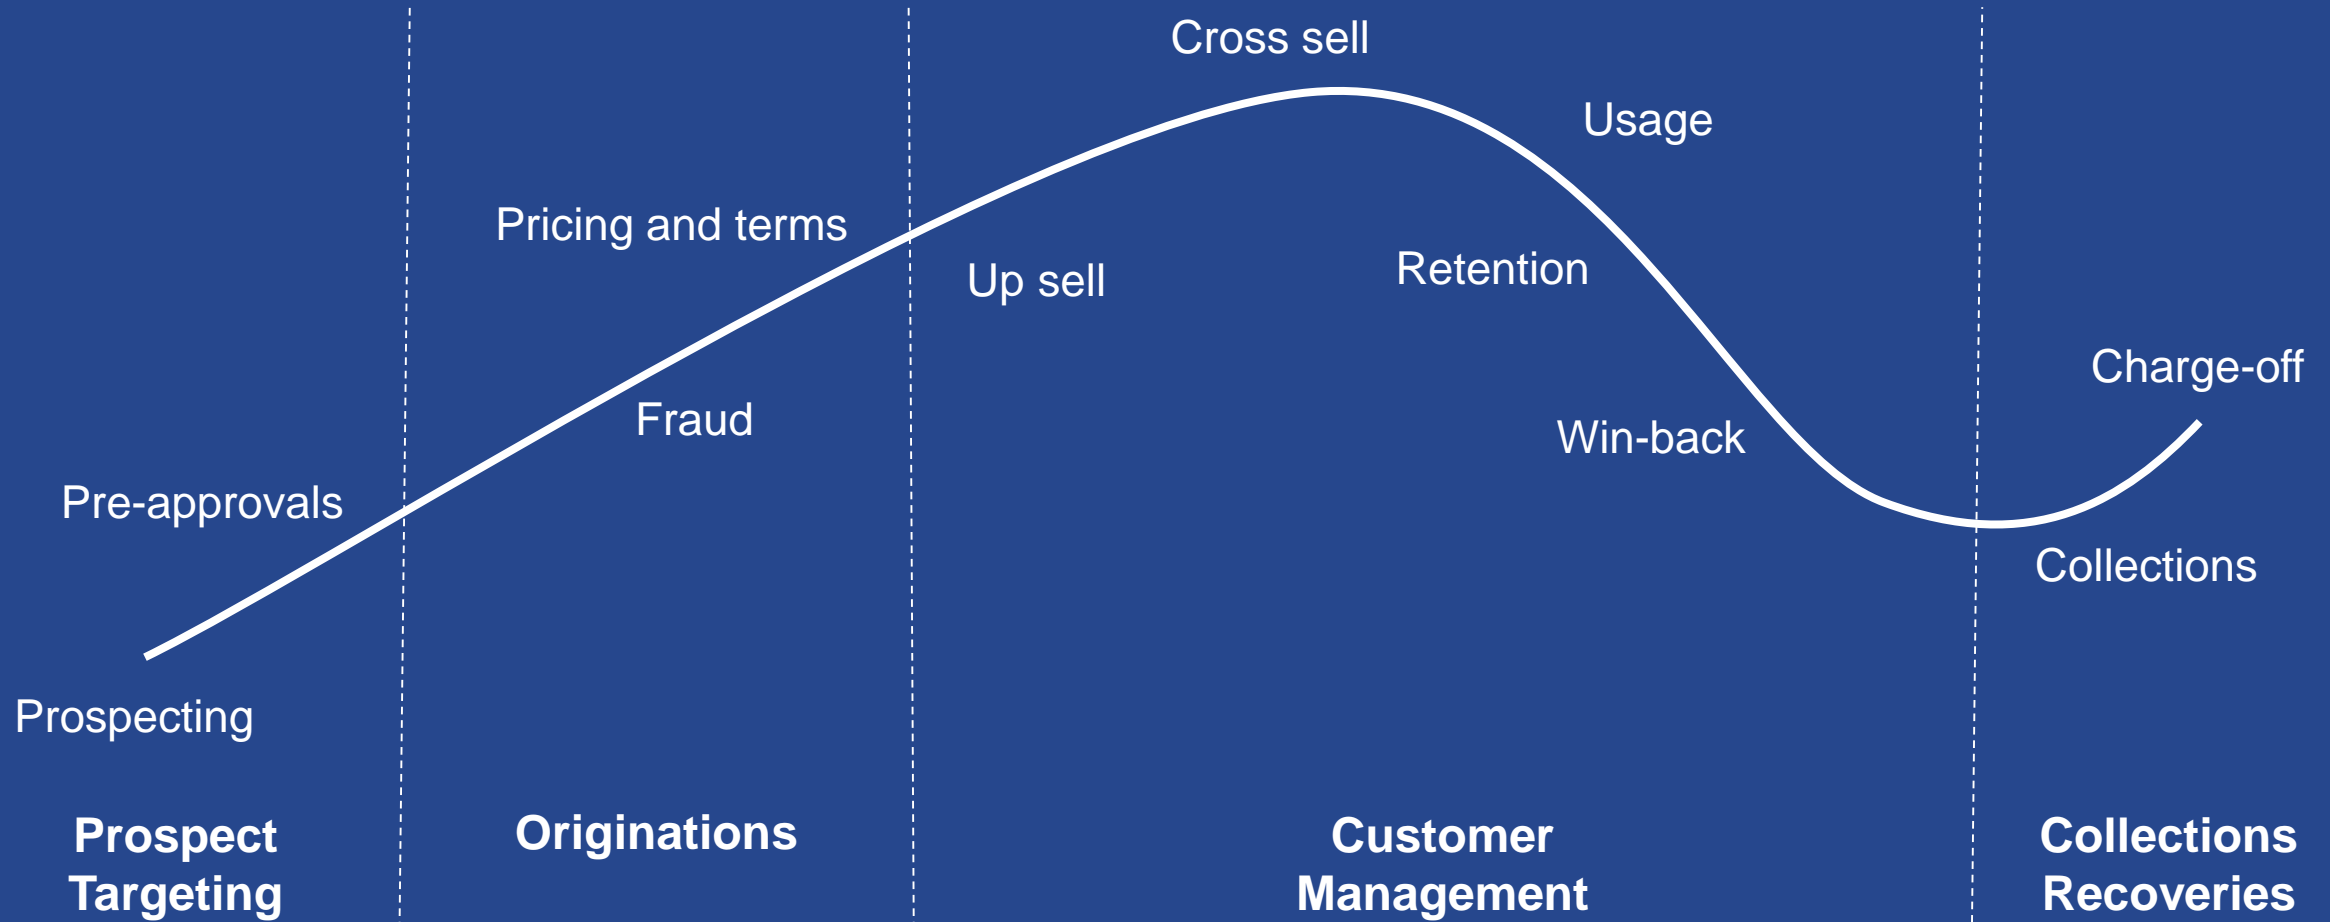 Cross sell
Usage
Pricing and terms
Up sell
Retention
Charge-off
Fraud
Win-back
Pre-approvals
Collections
Prospecting
Prospect
Targeting
Originations
Customer
Management
Collections
Recoveries